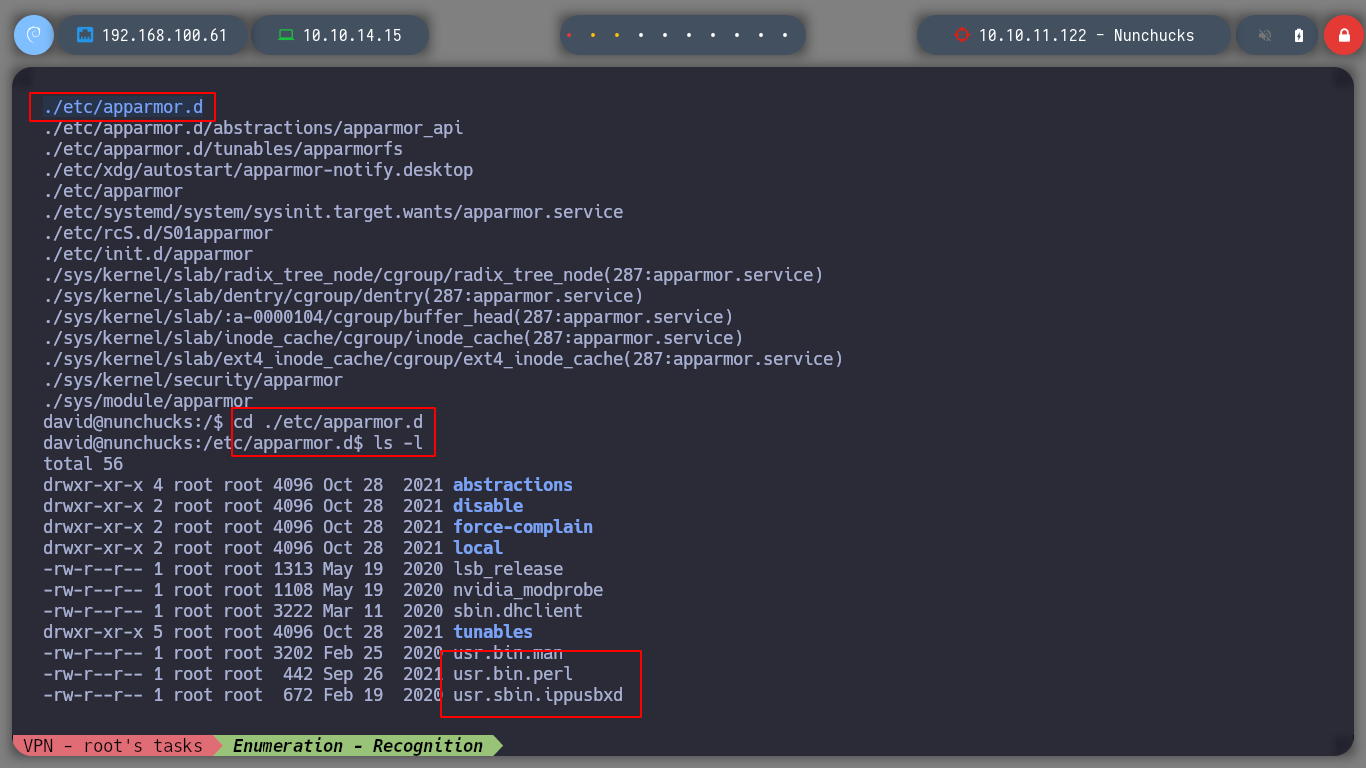 192.168.100.61 10.10.14.15 10.10.11.122 - Nunchucks
./etc/apparmor.d
./etc/apparmor.d/abstractions/apparmor_api
./etc/apparmor.d/tunables/apparmorfs
./etc/xdg/autostart/apparmor-notify.desktop
./etc/apparmor
./etc/systemd/system/sysinit.target.wants/apparmor.service
./etc/rcS.d/S01apparmor
./etc/init.d/apparmor
./sys/kernel/slab/radix_tree_node/cgroup/radix_tree_node(287:apparmor.service)
./sys/kernel/slab/dentry/cgroup/dentry(287:apparmor.service)
./sys/kernel/slab/:a-0000104/cgroup/buffer_head(287:apparmor.service)
./sys/kernel/slab/inode_cache/cgroup/inode_cache(287:apparmor.service)
./sys/kernel/slab/ext4_inode_cache/cgroup/ext4_inode_cache(287:apparmor.service)
./sys/kernel/security/apparmor
./sys/module/apparmor
david@nunchucks:/$ cd ./etc/apparmor.d
david@nunchucks:/etc/apparmor.d$ ls -l
total 56
drwxr-xr-x 4 root root 4096 Oct 28  2021 abstractions
drwxr-xr-x 2 root root 4096 Oct 28  2021 disable
drwxr-xr-x 2 root root 4096 Oct 28  2021 force-complain
drwxr-xr-x 2 root root 4096 Oct 28  2021 local
-rw-r--r-- 1 root root 1313 May 19  2020 lsb_release
-rw-r--r-- 1 root root 1108 May 19  2020 nvidia_modprobe
-rw-r--r-- 1 root root 3222 Mar 11  2020 sbin.dhclient
drwxr-xr-x 5 root root 4096 Oct 28  2021 tunables
-rw-r--r-- 1 root root 3202 Feb 25  2020 usr.bin.man
-rw-r--r-- 1 root root  442 Sep 26  2021 usr.bin.perl
-rw-r--r-- 1 root root  672 Feb 19  2020 usr.sbin.ippusbxd
VPN - root's tasks Enumeration - Recognition